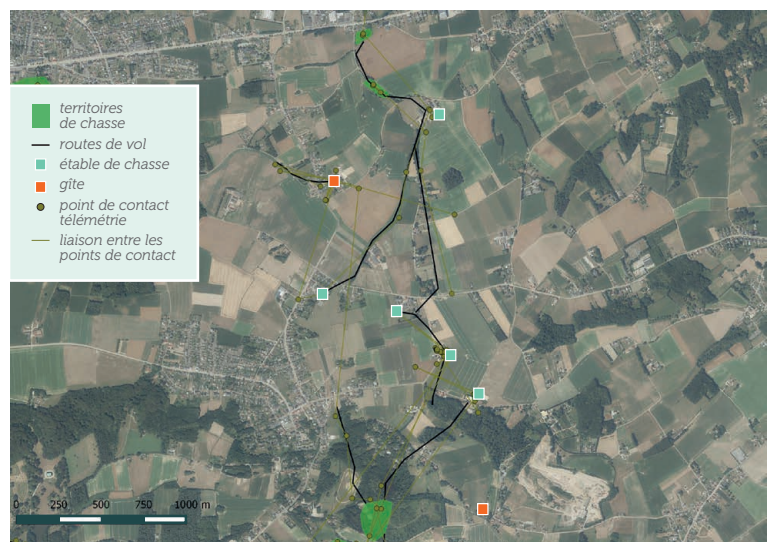 territoires
de chasse
routes de vol
étable de chasse
gîte
point de contact
télémétrie
liaison entre les
points de contact
0 250 500 750 1000 m